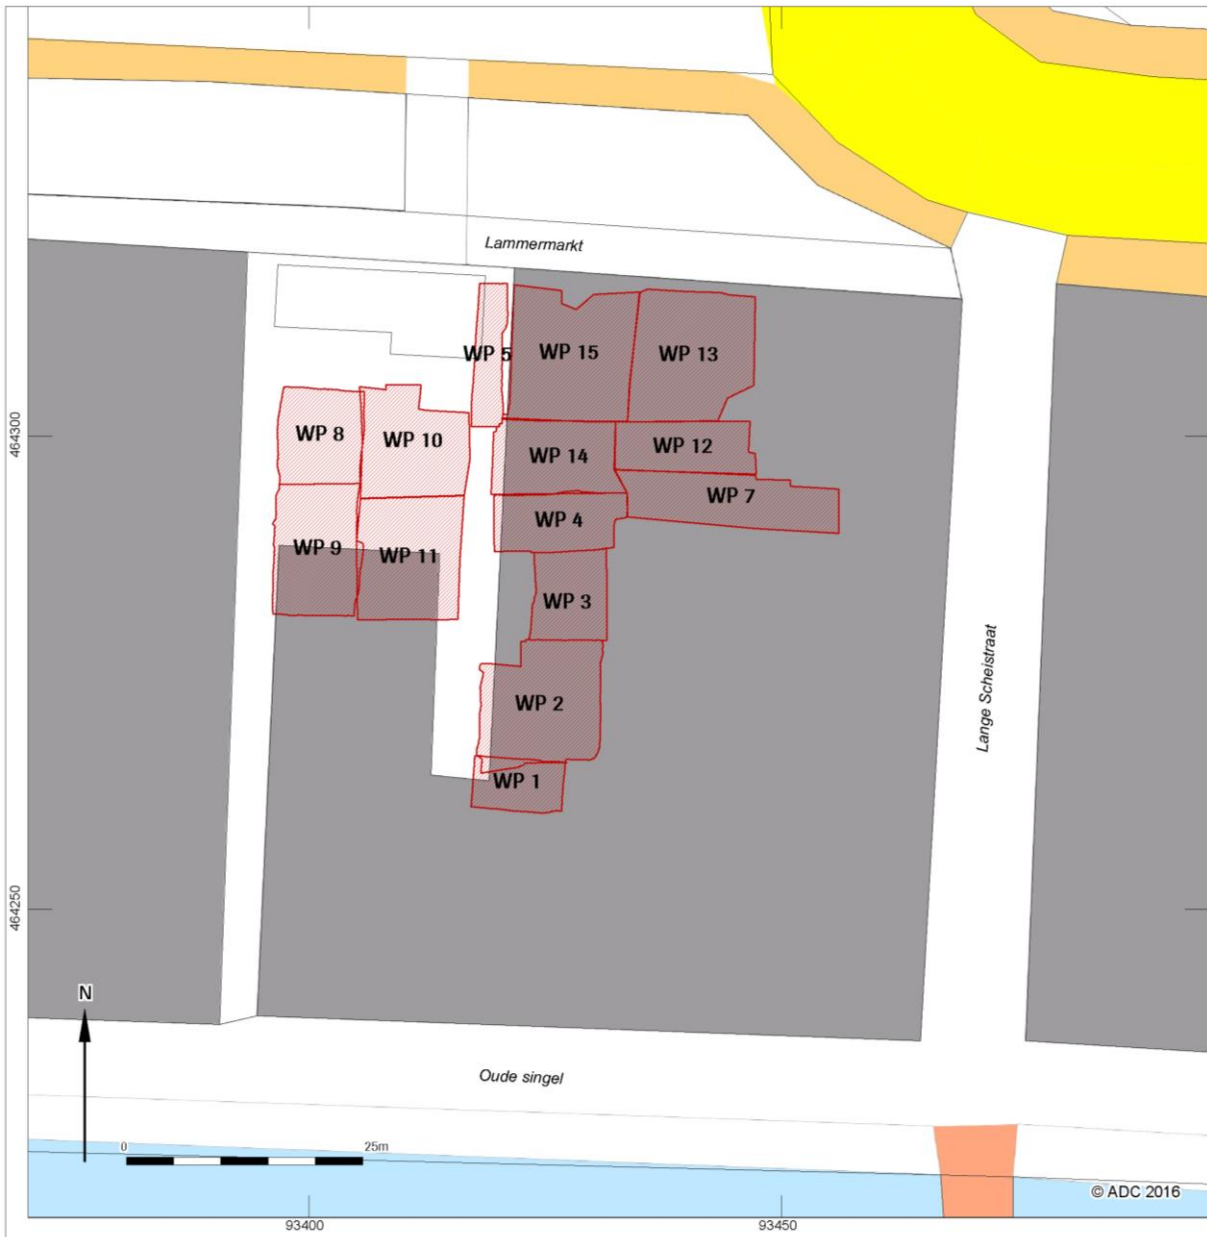 Lammermarkt
WP 5
WP 15
WP 13
WP 8
WP 10
WP 14
WP 12
WP 7
WP 4
WP 9
WP 11
WP 3
WP 2
WP 1
Lange Scheistraat
464300
464250
N
Oude singel
0 25m
© ADC 2016
93400 93450